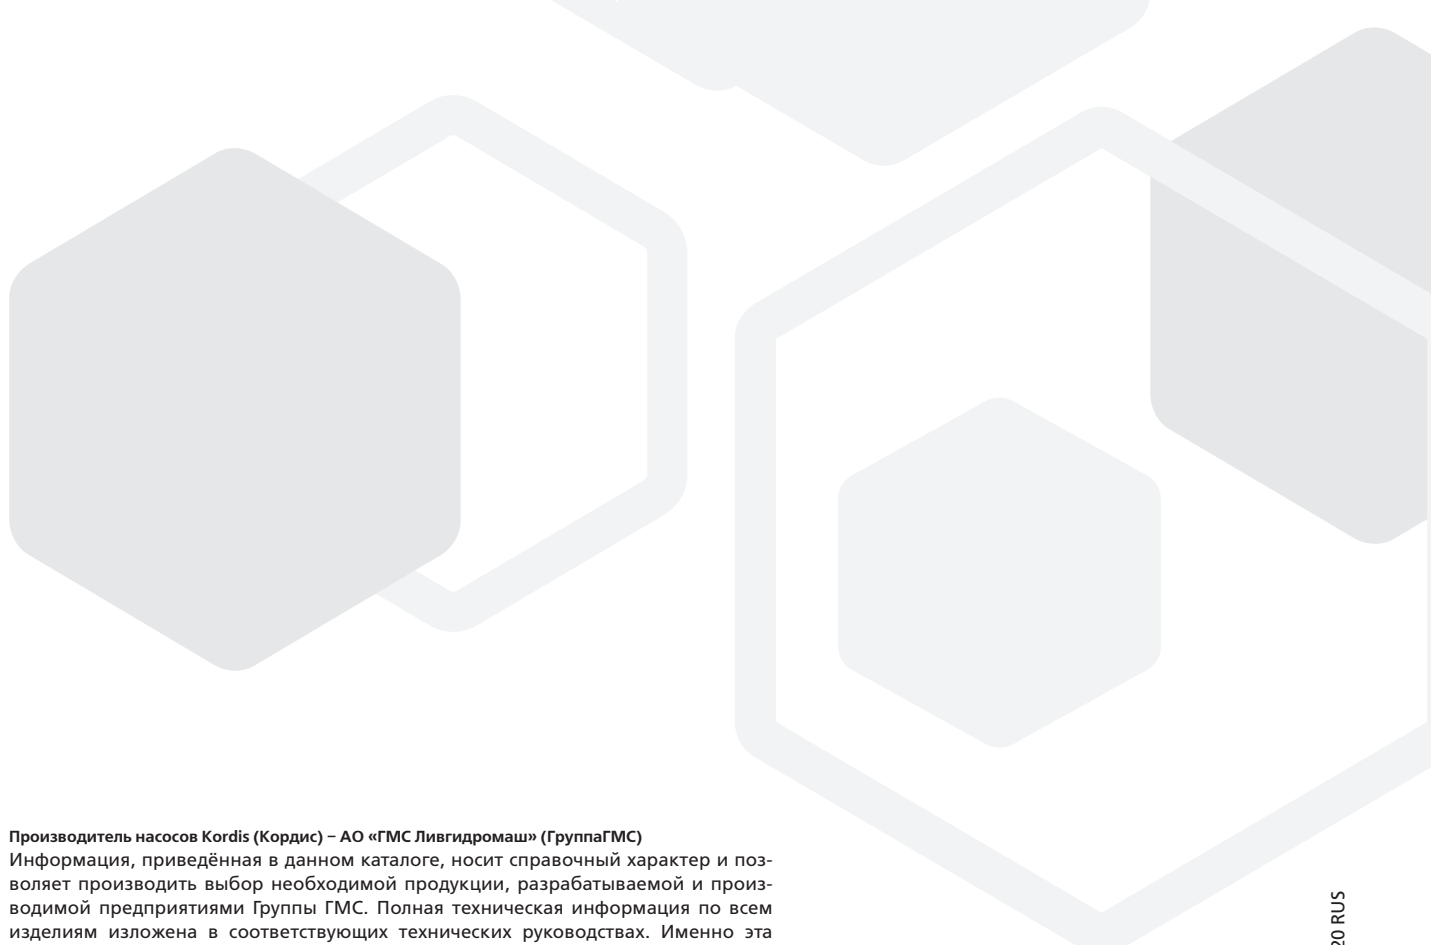 Производитель насосов Kordis (Кордис) – АО «ГМС Ливгидромаш» (ГруппаГМС)
Информация, приведённая в данном каталоге, носит справочный характер и поз-
воляет производить выбор необходимой продукции, разрабатываемой и произ-
водимой предприятиями Группы ГМС. Полная техническая информация по всем
изделиям изложена в соответствующих технических руководствах. Именно эта
20 RUS